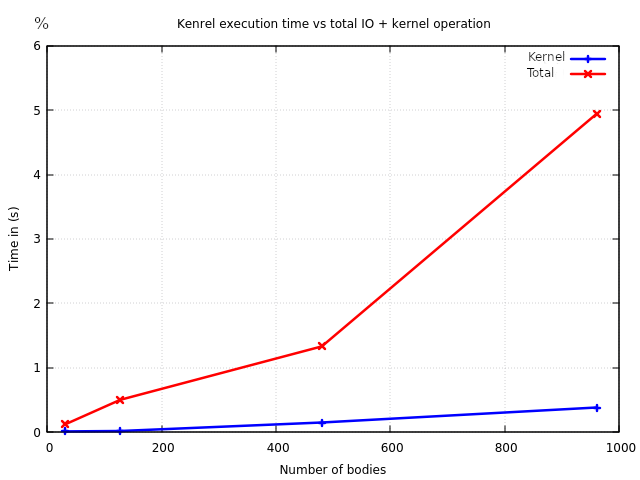 %
Kenrel execution time vs total IO + kernel operation
Kernel
Total
6
5
4
3
2
1
0
Time in (s)
0 200 400 600 800 1000
Number of bodies